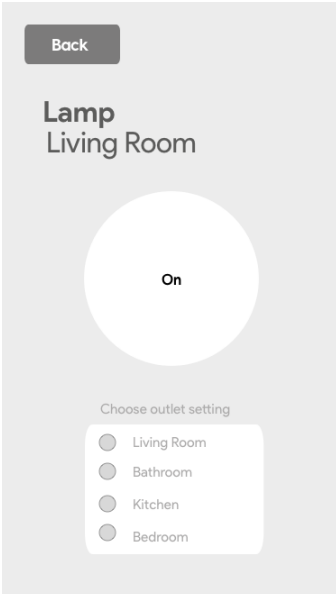 Back
Lamp
Living Room
On
Choose outlet setting
Living Room
Bathroom
Kitchen
Bedroom